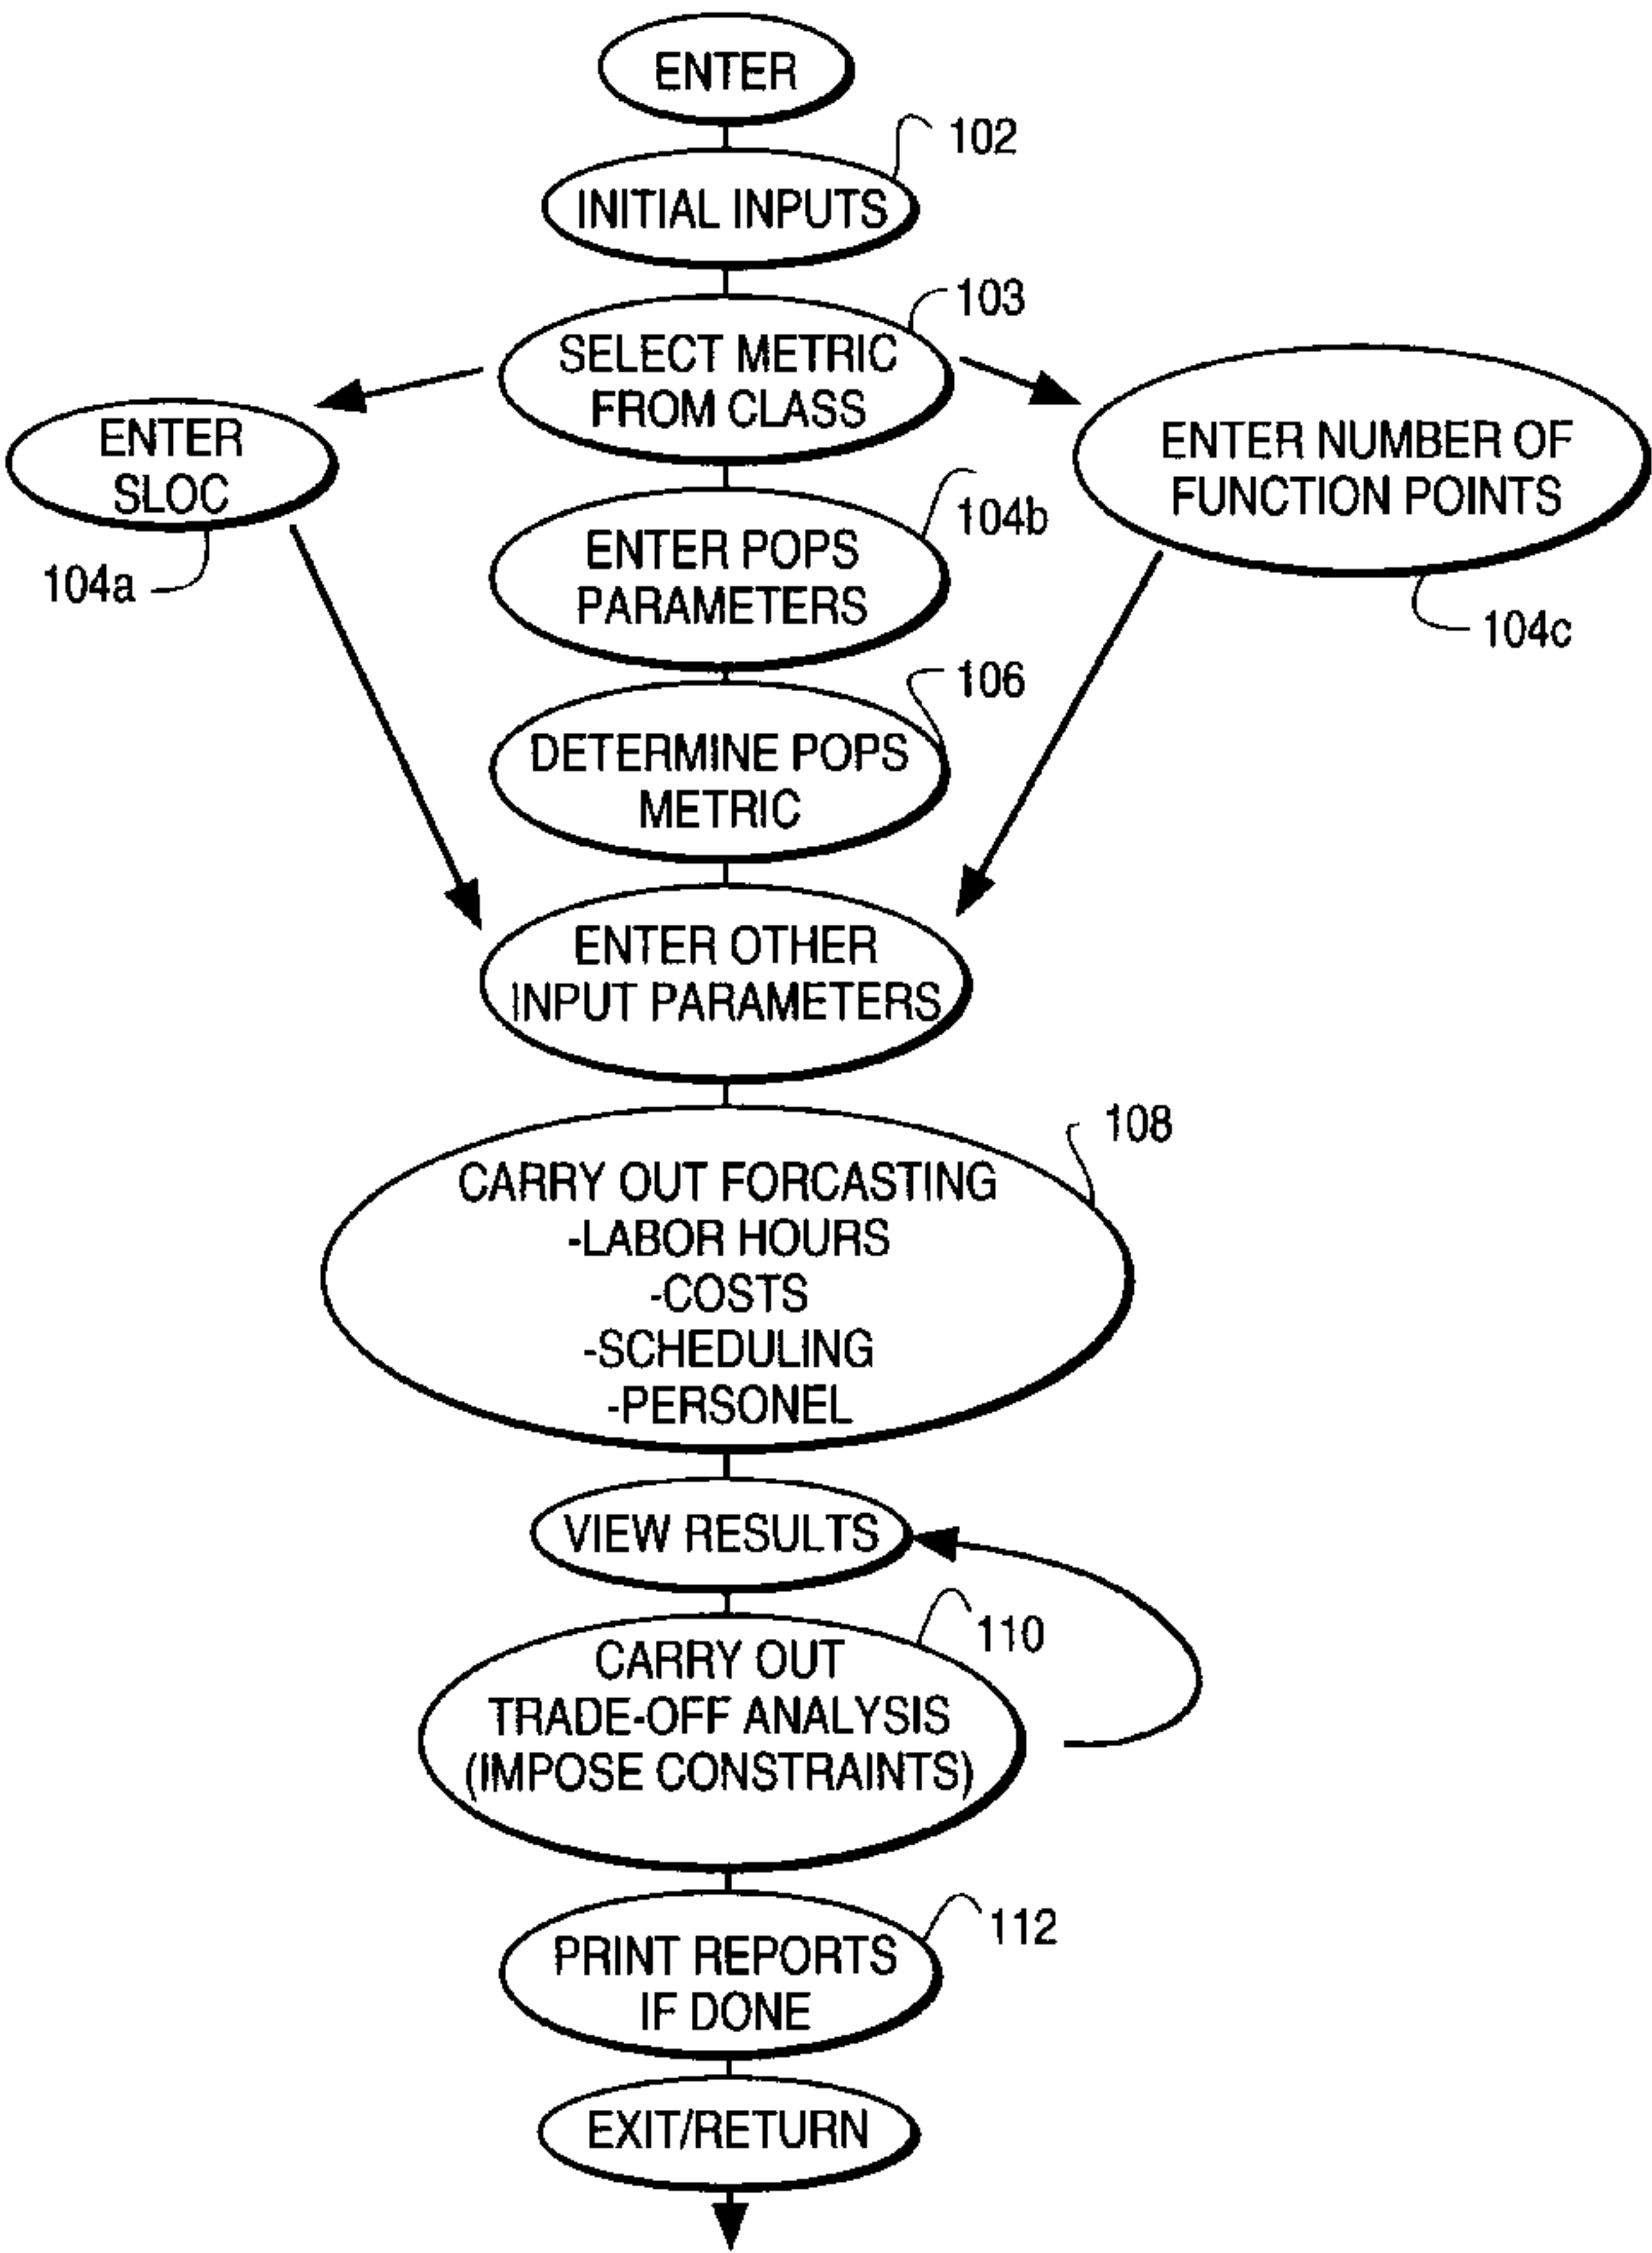 ENTER
102
INITIAL INPUTS
103
SELECT METRIC
FROM CLASS
ENTER
SLOC
104a
ENTER NUMBER OF
FUNCTION POINTS
104c
104b
ENTER POPS
PARAMETERS
106
DETERMINE POPS
METRIC
ENTER OTHER
INPUT PARAMETERS
108
CARRY OUT FORCASTING
-LABOR HOURS
-COSTS
-SCHEDULING
-PERSONEL
VIEW RESULTS
110
CARRY OUT
TRADE-OFF ANALYSIS
(IMPOSE CONSTRAINTS)
112
PRINT REPORTS
IF DONE
EXIT/RETURN